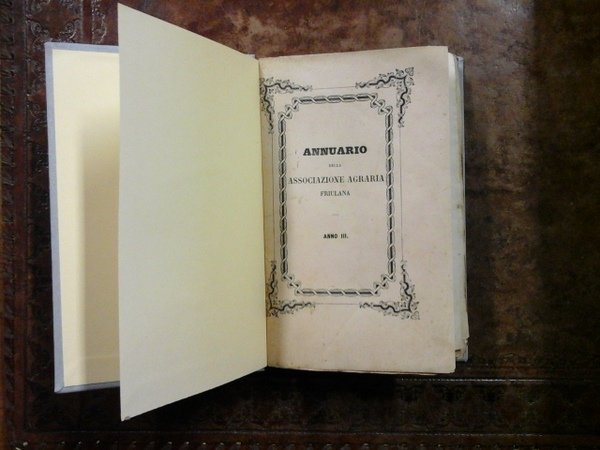 ANNUARIO
DELLA
ASSOCIAZIONE AGRARIA
FRIULANA
ANNO III.